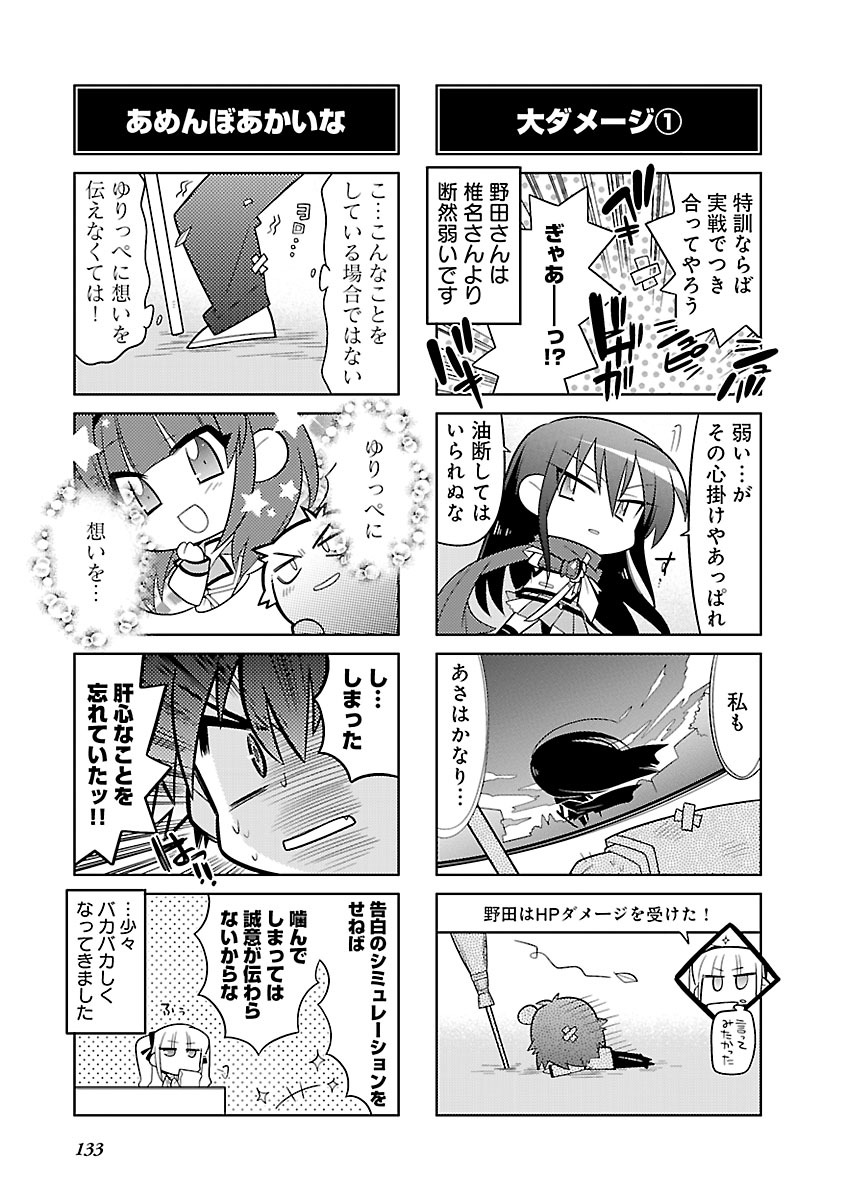 大ダメージ①
特訓ならば
実戦でつき
合ってやろう
ぎゃあーーっ!?
野田さんは
椎名さんより
断然弱いです
弱い…が
その心掛けやあっぱれ
油断しては
いられぬな
す
私も
あさはかなり…
野田はHPダメージを受けた！
言って
みたかった
あめんぼあかいな
こ…こんなことを
している場合ではない
ゆりっぺに想いを
伝えなくては！
ヨロ
ゆりっぺに
想いを…
し…
しまった
肝心なことを
忘れていたッ!!
はっ!!
告白のシミュレーションを
せねば
噛んで
しまっては
誠意が伝わら
ないからな
…少々
バカバカしく
なってきました
ふぅ
133